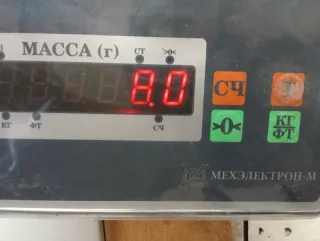 МАССА (г)
СТ
8.0
СЧ
Т
КГ
ФТ
СЧ
>0<
КГ
ФТ
МЕХЭЛЕКТРОН-М